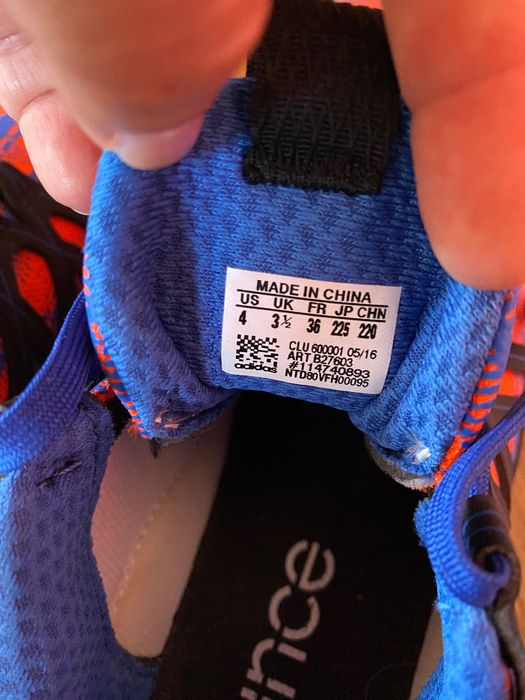 MADE IN CHINA
US UK FR JP CHN
4 3½ 36 225 220
CLU 600001 05/16
ART B27603
#114740893
adidas NTD80VFH00095
nce